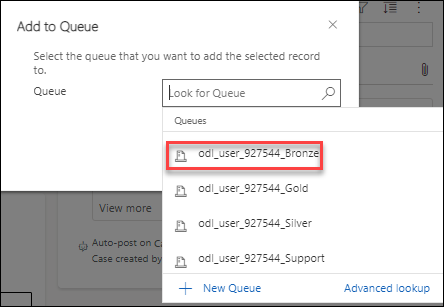 Add to Queue
Select the queue that you want to add the selected record
to.
Queue
Look for Queue
Queues
odl_user_927544_Bronze
odl_user_927544_Gold
odl_user_927544_Silver
odl_user_927544_Support
New Queue
Advanced lookup
View more
Auto-post on
Case created by